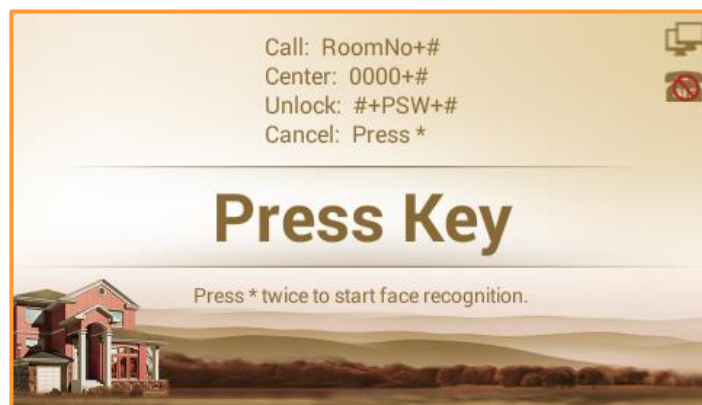 Call: RoomNo+#
Center: 0000+#
Unlock: #+PSW+#
Cancel: Press *
Press Key
Press * twice to start face recognition.